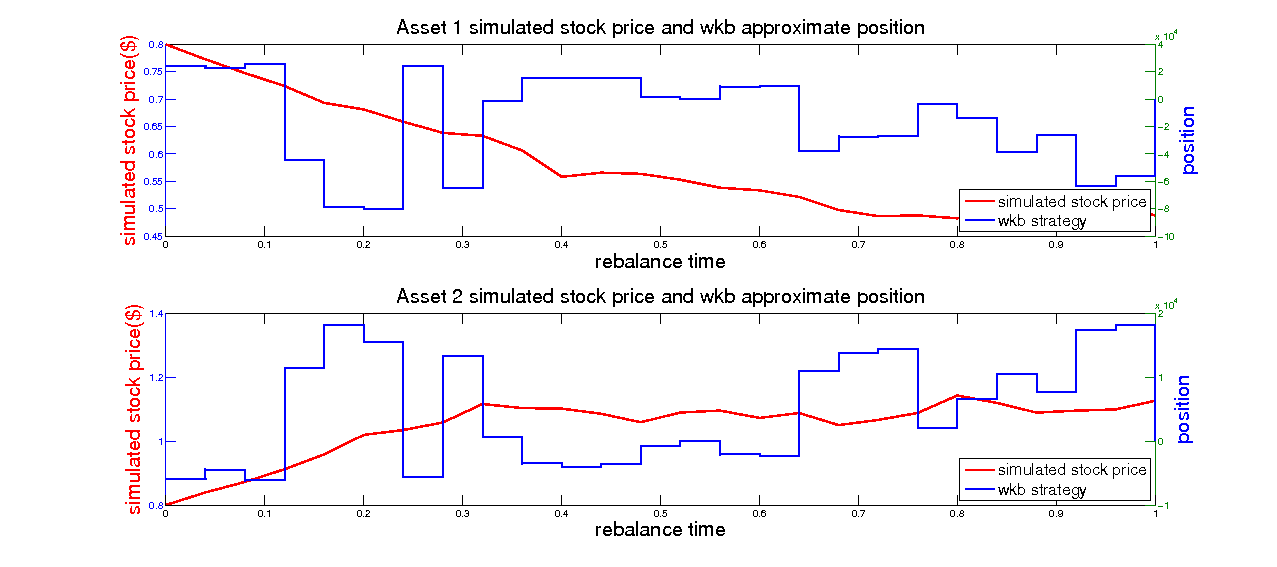 Asset 1 simulated stock price and wkb approximate position
x 10^4
0.8 4
0.75 2
0.7 0
0.65 -2
0.6 -4
0.55 -6
0.5 -8
0.45 -10
simulated stock price($)
position
simulated stock price
wkb strategy
0 0.1 0.2 0.3 0.4 0.5 0.6 0.7 0.8 0.9 1
rebalance time
Asset 2 simulated stock price and wkb approximate position
x 10^4
1.4 2
1.2 1
1 0
0.8 -1
simulated stock price($)
position
simulated stock price
wkb strategy
0 0.1 0.2 0.3 0.4 0.5 0.6 0.7 0.8 0.9 1
rebalance time